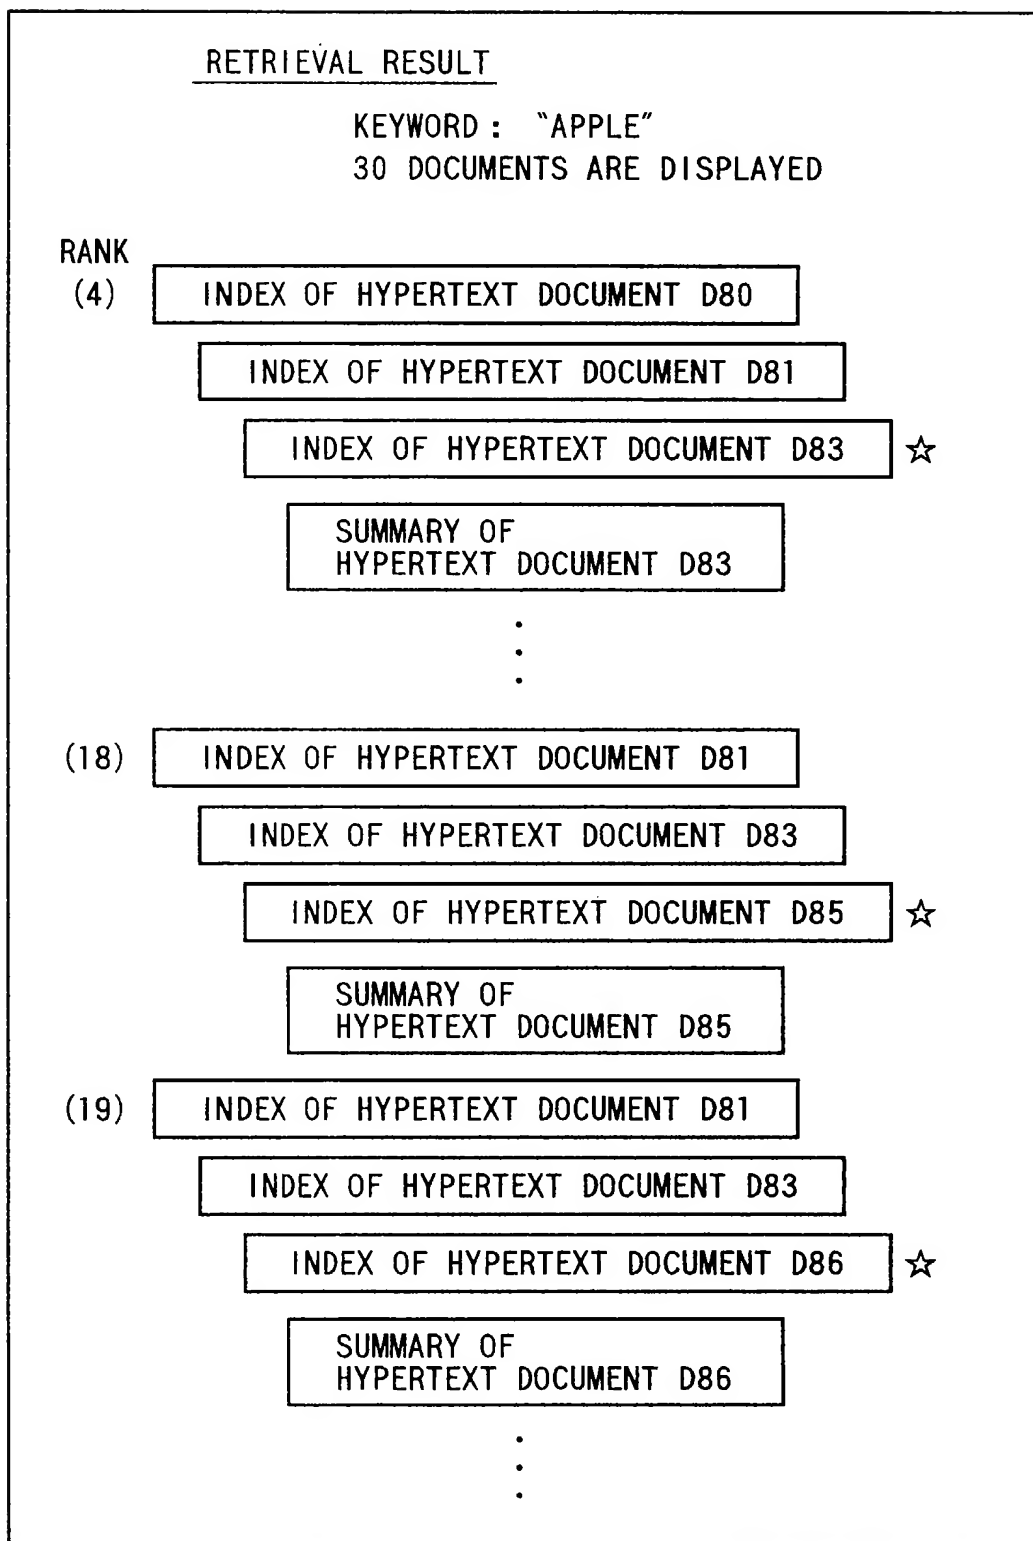 RETRIEVAL RESULT
KEYWORD : "APPLE"
30 DOCUMENTS ARE DISPLAYED
RANK
(4) INDEX OF HYPERTEXT DOCUMENT D80
INDEX OF HYPERTEXT DOCUMENT D81
INDEX OF HYPERTEXT DOCUMENT D83 ☆
SUMMARY OF
HYPERTEXT DOCUMENT D83
(18) INDEX OF HYPERTEXT DOCUMENT D81
INDEX OF HYPERTEXT DOCUMENT D83
INDEX OF HYPERTEXT DOCUMENT D85 ☆
SUMMARY OF
HYPERTEXT DOCUMENT D85
(19) INDEX OF HYPERTEXT DOCUMENT D81
INDEX OF HYPERTEXT DOCUMENT D83
INDEX OF HYPERTEXT DOCUMENT D86 ☆
SUMMARY OF
HYPERTEXT DOCUMENT D86